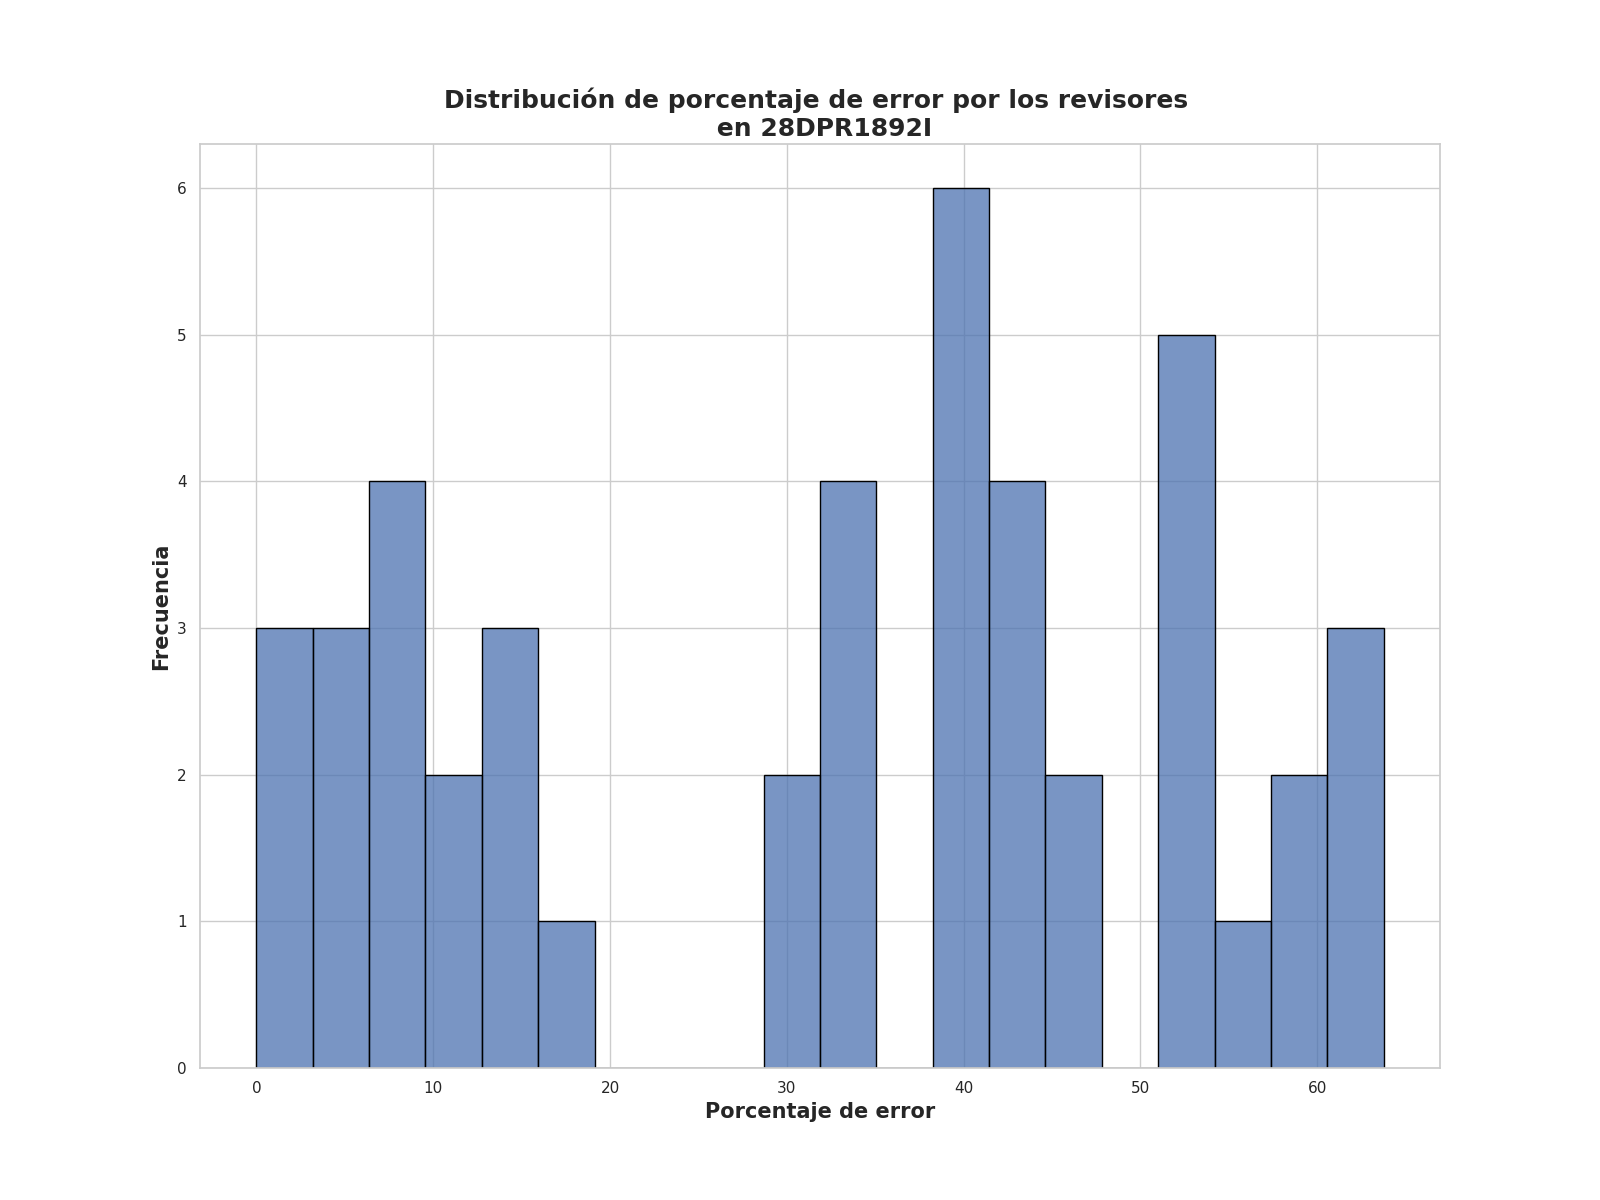 Distribución de porcentaje de error por los revisores
en 28DPR1892I
6
5
4
3
2
1
0
Frecuencia
0 10 20 30 40 50 60
Porcentaje de error